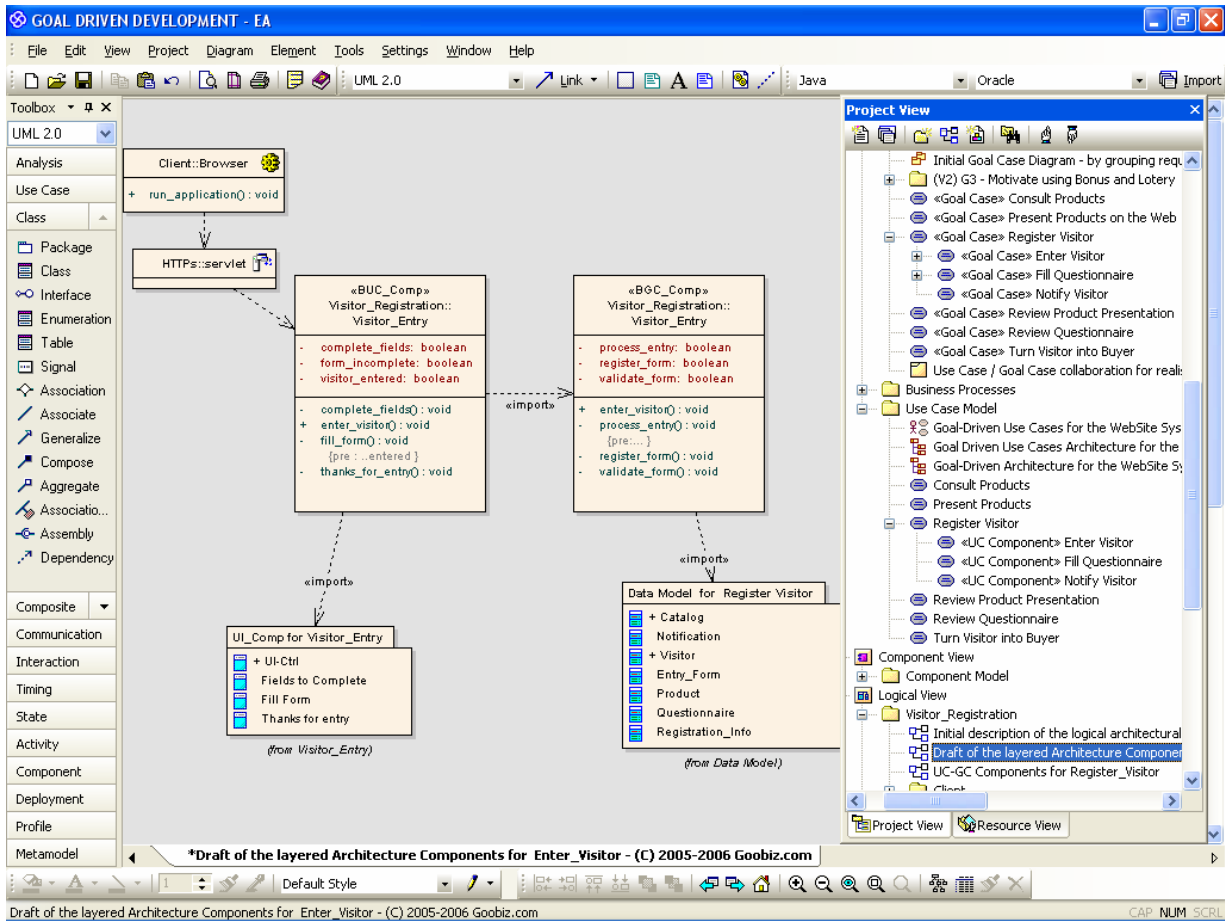 GOAL DRIVEN DEVELOPMENT - EA
File Edit View Project Diagram Element Tools Settings Window Help
UML 2.0
Link
A
Java
Oracle
Import
Toolbox
UML 2.0
Analysis
Use Case
Class
Package
Class
Interface
Enumeration
Table
Signal
Association
Associate
Generalize
Compose
Aggregate
Associatio...
Assembly
Dependency
Composite
Communication
Interaction
Timing
State
Activity
Component
Deployment
Profile
Metamodel
Client::Browser
+ run_application() : void
HTTPs::servlet
«BUC_Comp»
Visitor_Registration::
Visitor_Entry
- complete_fields: boolean
- form_incomplete: boolean
- visitor_entered: boolean
- complete_fields() : void
+ enter_visitor() : void
- fill_form() : void
{pre : ..entered }
- thanks_for_entry() : void
«import»
«BGC_Comp»
Visitor_Registration::
Visitor_Entry
- process_entry: boolean
- register_form: boolean
- validate_form: boolean
+ enter_visitor() : void
- process_entry() : void
{pre:... }
- register_form() : void
- validate_form() : void
«import»
UI_Comp for Visitor_Entry
+ UI-Ctrl
Fields to Complete
Fill Form
Thanks for entry
(from Visitor_Entry)
«import»
Data Model for Register Visitor
+ Catalog
Notification
+ Visitor
Entry_Form
Product
Questionnaire
Registration_Info
(from Data Model)
Project View
Initial Goal Case Diagram - by grouping requ
(V2) G3 - Motivate using Bonus and Lottery
«Goal Case» Consult Products
«Goal Case» Present Products on the Web
«Goal Case» Register Visitor
«Goal Case» Enter Visitor
«Goal Case» Fill Questionnaire
«Goal Case» Notify Visitor
«Goal Case» Review Product Presentation
«Goal Case» Review Questionnaire
«Goal Case» Turn Visitor into Buyer
Use Case / Goal Case collaboration for reali
Business Processes
Use Case Model
Goal-Driven Use Cases for the WebSite Sys
Goal Driven Use Cases Architecture for the
Goal-Driven Architecture for the WebSite Sy
Consult Products
Present Products
Register Visitor
«UC Component» Enter Visitor
«UC Component» Fill Questionnaire
«UC Component» Notify Visitor
Review Product Presentation
Review Questionnaire
Turn Visitor into Buyer
Component View
Component Model
Logical View
Visitor_Registration
Initial description of the logical architectural
Draft of the layered Architecture Componen
UC-GC Components for Register_Visitor
Client
Project View
Resource View
*Draft of the layered Architecture Components for Enter_Visitor - (C) 2005-2006 Goobiz.com
A
1
Default Style
Draft of the layered Architecture Components for Enter_Visitor - (C) 2005-2006 Goobiz.com
CAP NUM SCRL